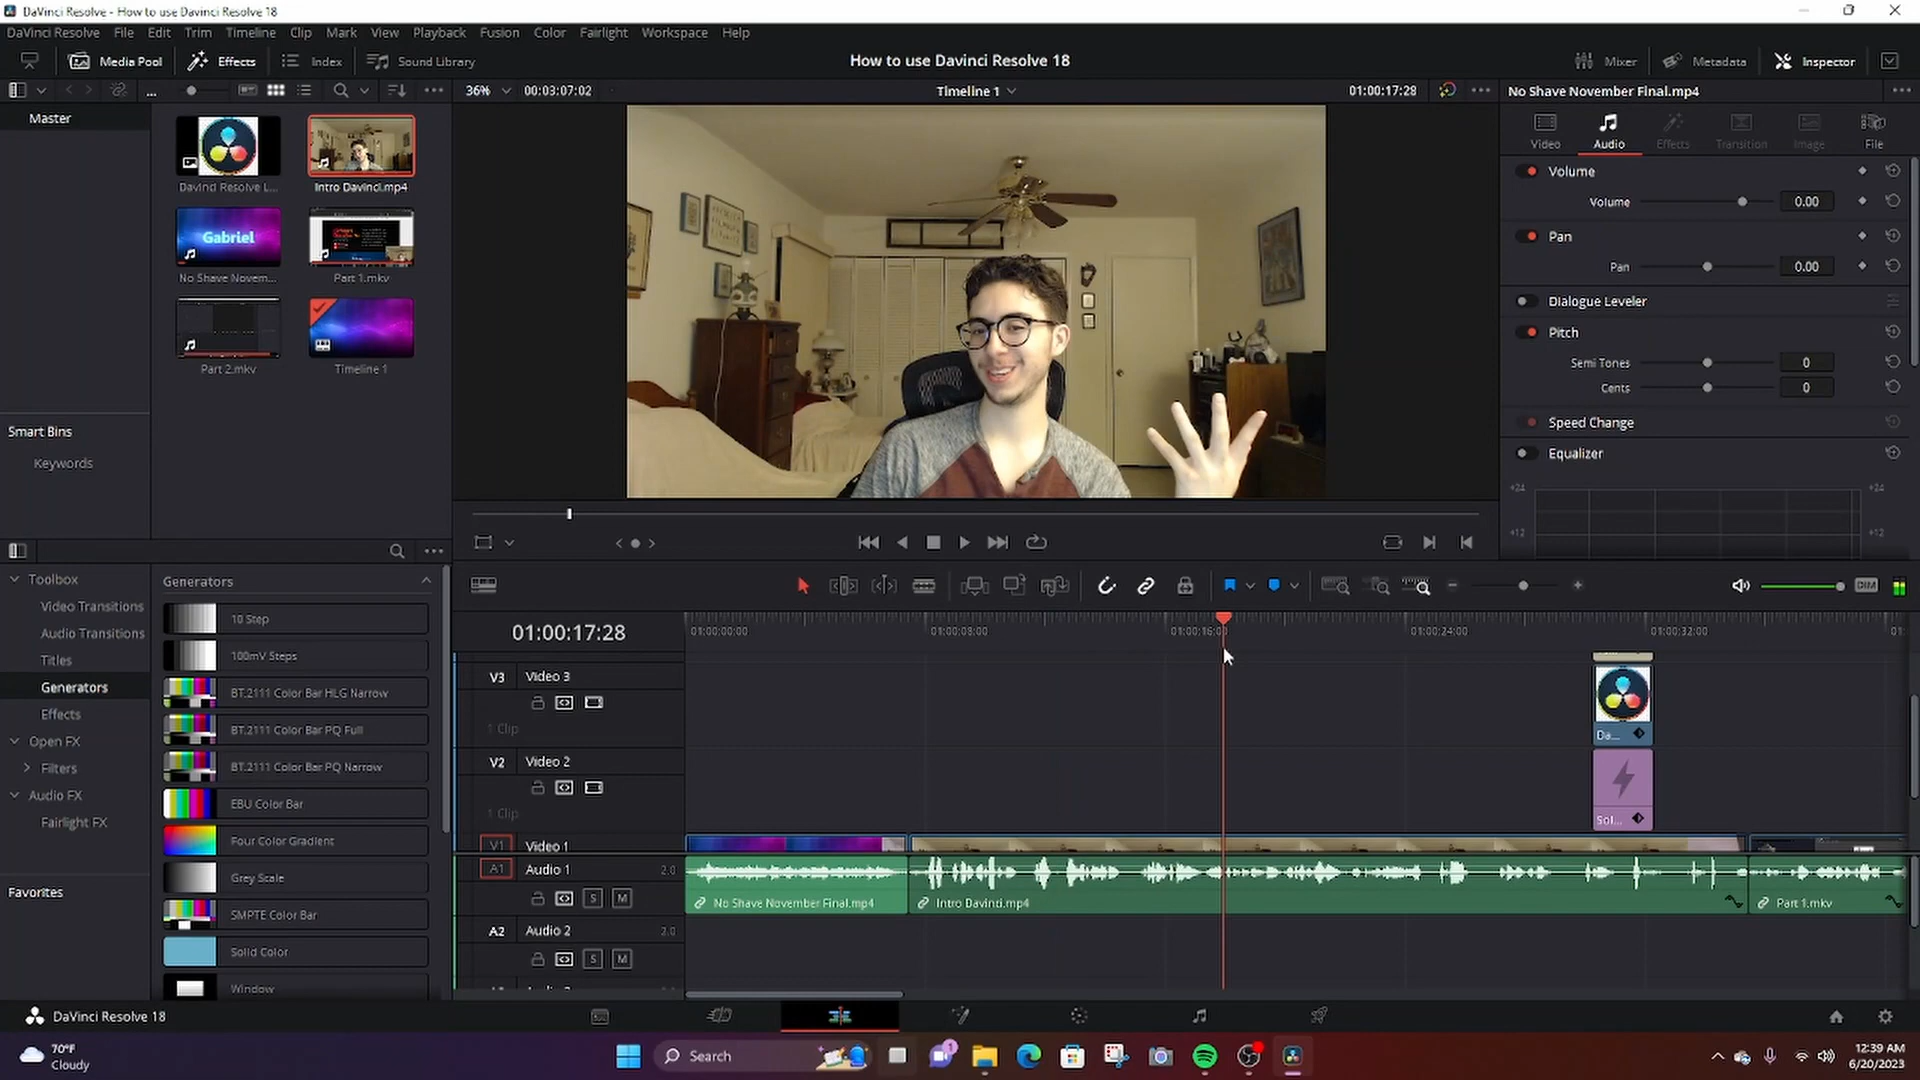 DaVinci Resolve - How to use Davinci Resolve 18
DaVinci Resolve File Edit Trim Timeline Clip Mark View Playback Fusion Color Fairlight Workspace Help
Media Pool Effects Index Sound Library
How to use Davinci Resolve 18
Mixer Metadata Inspector
36% 00:03:07:02
Timeline 1
01:00:17:28
No Shave November Final.mp4
Master
Davinci Resolve L...
Intro Davinci.mp4
Gabriel
No Shave Novem...
Part 1.mkv
Part 2.mkv
Timeline 1
Smart Bins
Keywords
Video Audio Effects Transition Image File
Volume
Volume 0.00
Pan
Pan 0.00
Dialogue Leveler
Pitch
Semi Tones 0
Cents 0
Speed Change
Equalizer
+24 +24
+12 +12
Toolbox
Video Transitions
Audio Transitions
Titles
Generators
Effects
Open FX
Filters
Audio FX
Fairlight FX
Favorites
Generators
10 Step
100mV Steps
BT.2111 Color Bar HLG Narrow
BT.2111 Color Bar PQ Full
BT.2111 Color Bar PQ Narrow
EBU Color Bar
Four Color Gradient
Grey Scale
SMPTE Color Bar
Solid Color
Window
DIM
01:00:17:28
01:00:00:00 01:00:08:00 01:00:16:00 01:00:24:00 01:00:32:00
V3 Video 3
1 Clip
Da...
V2 Video 2
1 Clip
Sol...
V1 Video 1
A1 Audio 1 2.0
S M
No Shave November Final.mp4
Intro Davinci.mp4
Part 1.mkv
A2 Audio 2 2.0
S M
DaVinci Resolve 18
70°F
Cloudy
Search
1
12:39 AM
6/20/2023